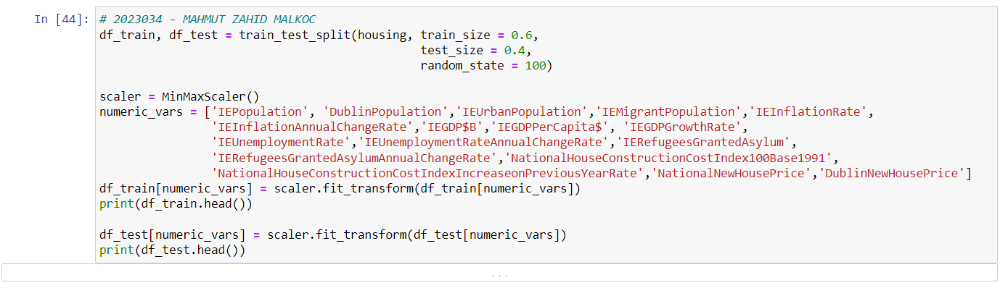 In [44]: # 2023034 - MAHMUT ZAHID MALKOC
df_train, df_test = train_test_split(housing, train_size = 0.6,
test_size = 0.4,
random_state = 100)
scaler = MinMaxScaler()
numeric_vars = ['IEPopulation', 'DublinPopulation','IEUrbanPopulation','IEMigrantPopulation','IEInflationRate',
'IEInflationAnnualChangeRate','IEGDP$B','IEGDPPerCapita$', 'IEGDPGrowthRate',
'IEUnemploymentRate','IEUnemploymentRateAnnualChangeRate','IERefugeesGrantedAsylum',
'IERefugeesGrantedAsylumAnnualChangeRate','NationalHouseConstructionCostIndex100Base1991',
'NationalHouseConstructionCostIndexIncreaseonPreviousYearRate','NationalNewHousePrice','DublinNewHousePrice']
df_train[numeric_vars] = scaler.fit_transform(df_train[numeric_vars])
print(df_train.head())
df_test[numeric_vars] = scaler.fit_transform(df_test[numeric_vars])
print(df_test.head())
...